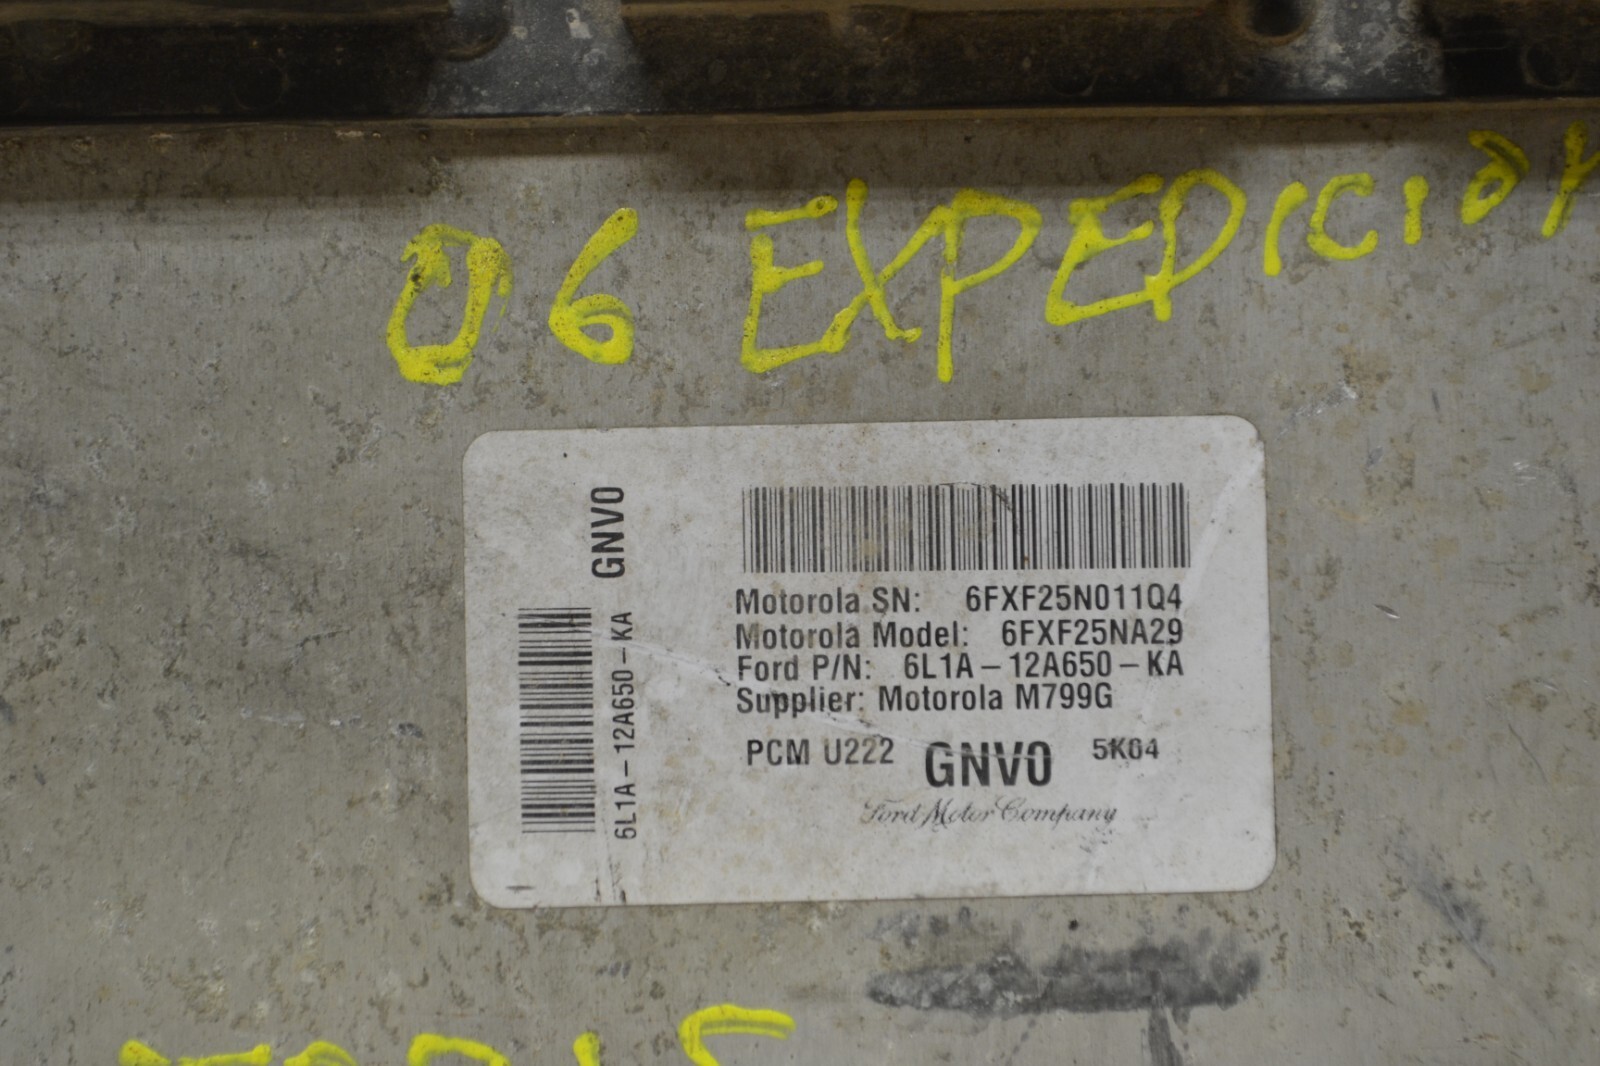 06 EXPEDICION
GNV0
6L1A-12A650-KA
Motorola SN: 6FXF25N011Q4
Motorola Model: 6FXF25NA29
Ford P/N: 6L1A-12A650-KA
Supplier: Motorola M799G
PCM U222 GNV0 5K04
Ford Motor Company